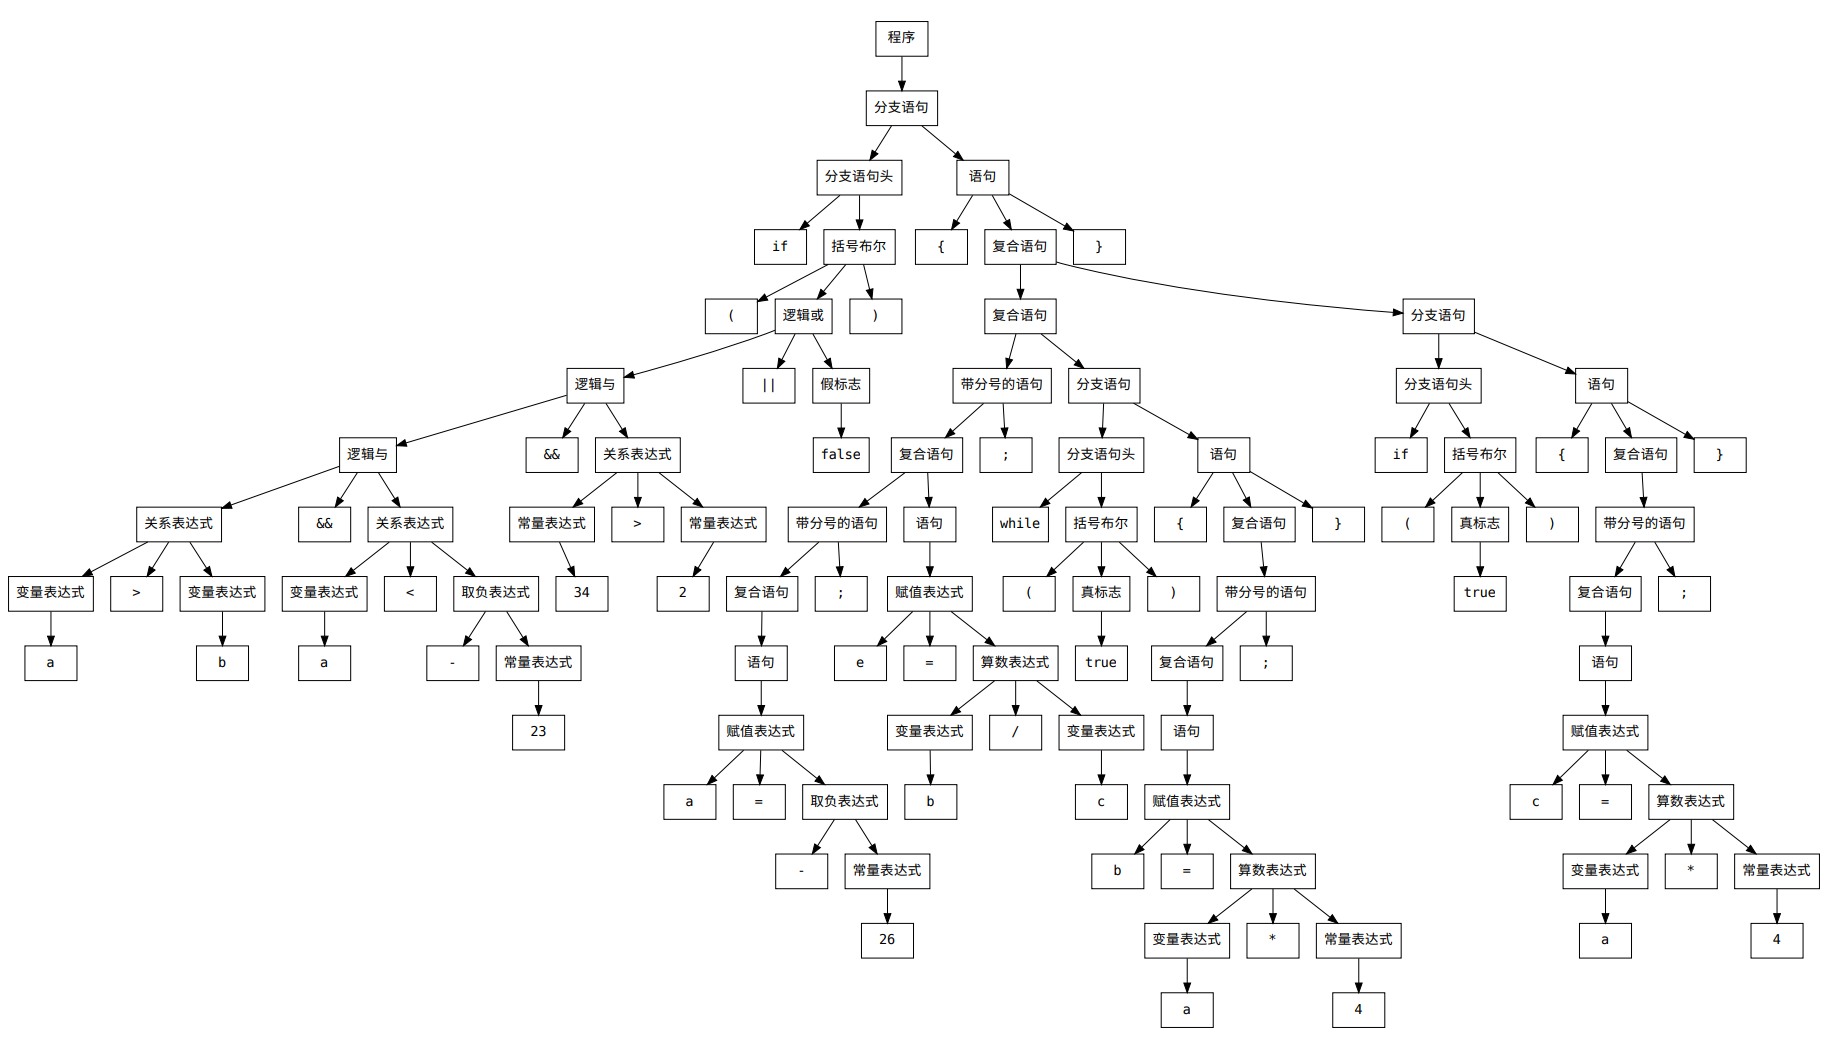 程序
分支语句
分支语句头
语句
if
括号布尔
{
复合语句
}
(
逻辑或
)
复合语句
分支语句
逻辑与
||
假标志
带分号的语句
分支语句
分支语句头
语句
逻辑与
&&
关系表达式
false
复合语句
;
分支语句头
语句
if
括号布尔
{
复合语句
}
关系表达式
&&
关系表达式
常量表达式
>
常量表达式
带分号的语句
语句
while
括号布尔
{
复合语句
}
(
真标志
)
带分号的语句
变量表达式
>
变量表达式
变量表达式
<
取负表达式
34
2
复合语句
;
赋值表达式
(
真标志
)
带分号的语句
true
复合语句
;
a
b
a
-
常量表达式
语句
e
=
算数表达式
true
复合语句
;
语句
23
赋值表达式
变量表达式
/
变量表达式
语句
赋值表达式
a
=
取负表达式
b
c
赋值表达式
c
=
算数表达式
-
常量表达式
b
=
算数表达式
变量表达式
*
常量表达式
26
变量表达式
*
常量表达式
a
4
a
4